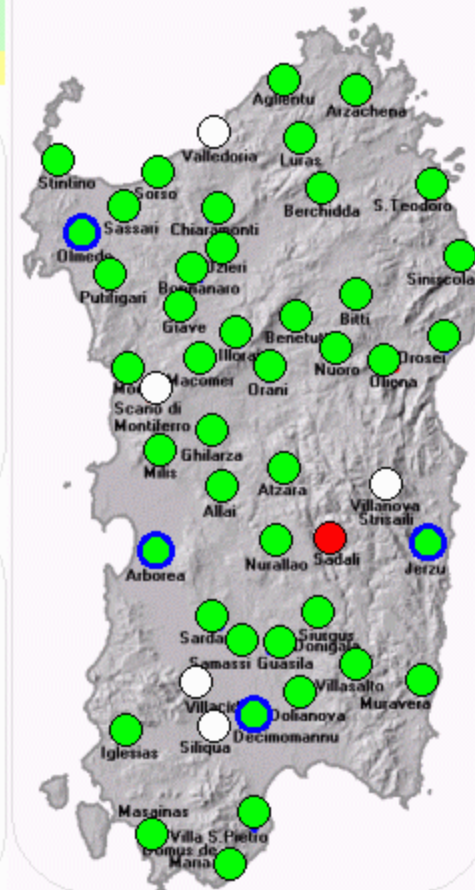 Aglientu
Arzachena
Valledoria
Luras
Stintino
Sorso
Berchidda
S.Teodoro
Sassari
Chiaramonti
Olmedo
Ozieri
Siniscola
Putifigari
Bonnanaro
Bitti
Giave
Benetutti
Illorai
Nuoro
Orosei
Macomer
Orani
Oliena
Scano di
Montiferro
Ghilarza
Milis
Atzara
Allai
Villanova
Strisaili
Nurallao
Sadali
Arborea
Jerzu
Sardara
Siurgus
Donigala
Samassi
Guasila
Villasalto
Muravera
Villacidro
Dolianova
Decimomannu
Siliqua
Iglesias
Masainas
Villa S.Pietro
Domus de
Maria